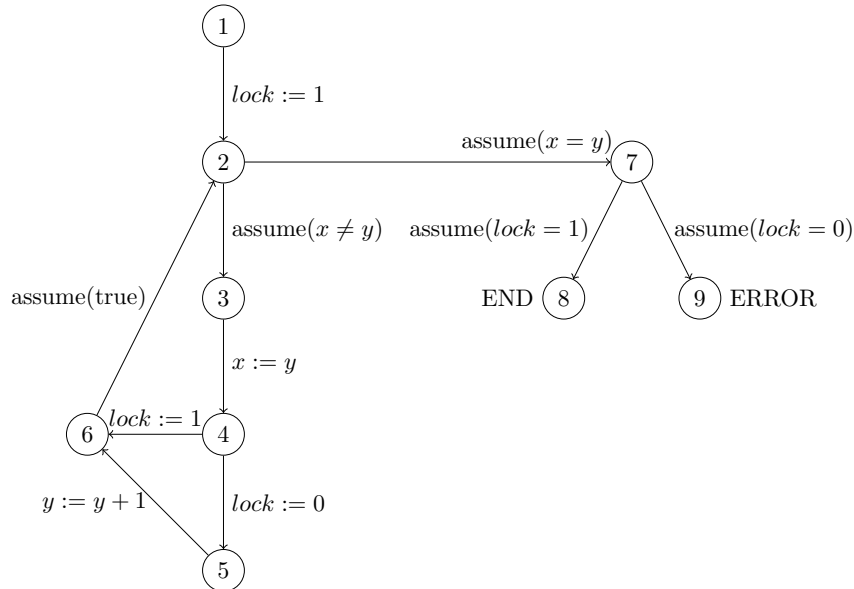 1
lock := 1
2
assume(x = y)
7
assume(x ≠ y)
assume(lock = 1)
assume(lock = 0)
assume(true)
3
END
8
9
ERROR
x := y
6
lock := 1
4
y := y + 1
lock := 0
5